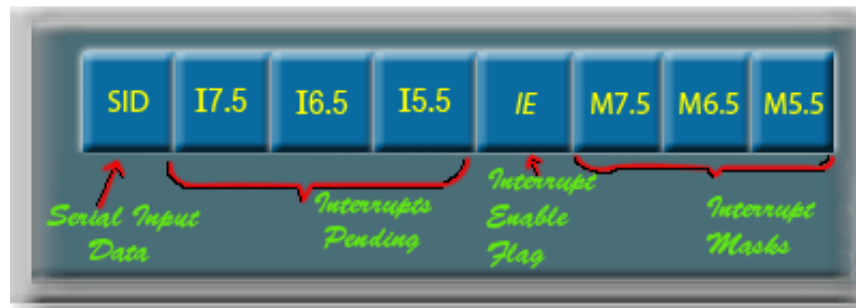 SID I7.5 I6.5 I5.5 IE M7.5 M6.5 M5.5
Serial Input
Data
Interrupts
Pending
Interrupt
Enable
Flag
Interrupt
Masks